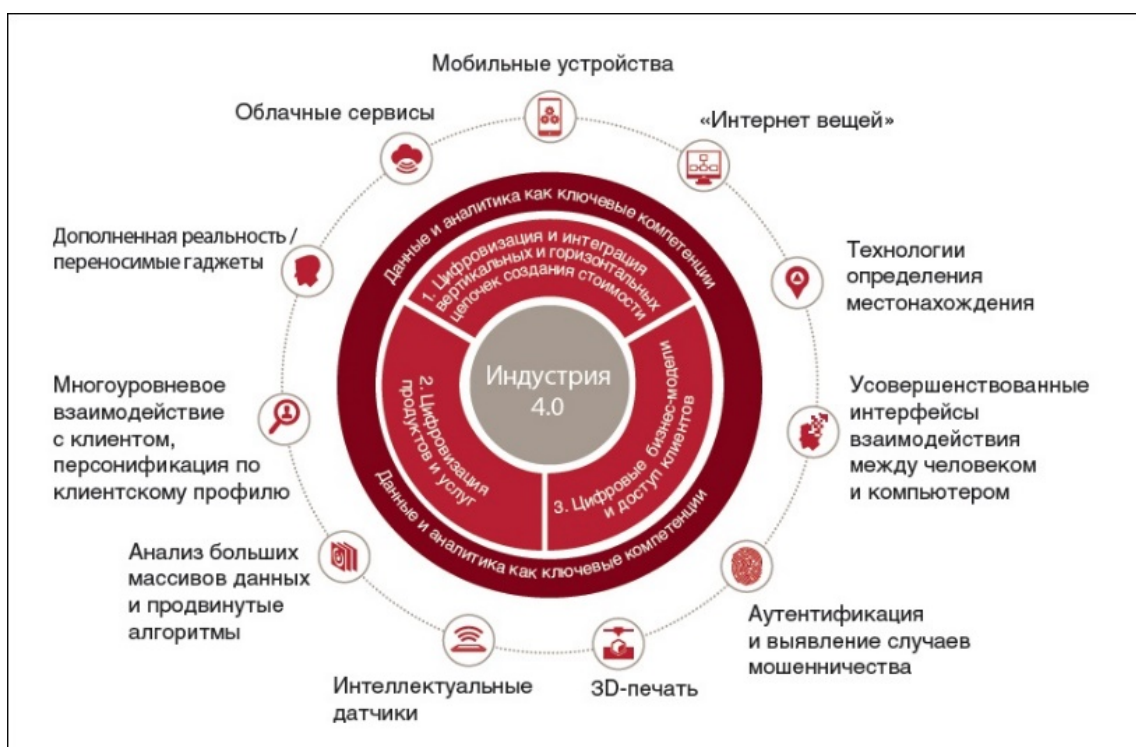 Мобильные устройства
Облачные сервисы
«Интернет вещей»
Дополненная реальность /
переносимые гаджеты
Технологии
определения
местонахождения
Многоуровневое
взаимодействие
с клиентом,
персонификация по
клиентскому профилю
Усовершенствованные
интерфейсы
взаимодействия
между человеком
и компьютером
Анализ больших
массивов данных
и продвинутые
алгоритмы
Аутентификация
и выявление случаев
мошенничества
Интеллектуальные
датчики
3D-печать
Данные и аналитика как ключевые компетенции
1. Цифровизация и интеграция
вертикальных и горизонтальных
цепочек создания стоимости
2. Цифровизация
продуктов и услуг
3. Цифровые бизнес-модели
и доступ клиентов
Индустрия
4.0
Данные и аналитика как ключевые компетенции